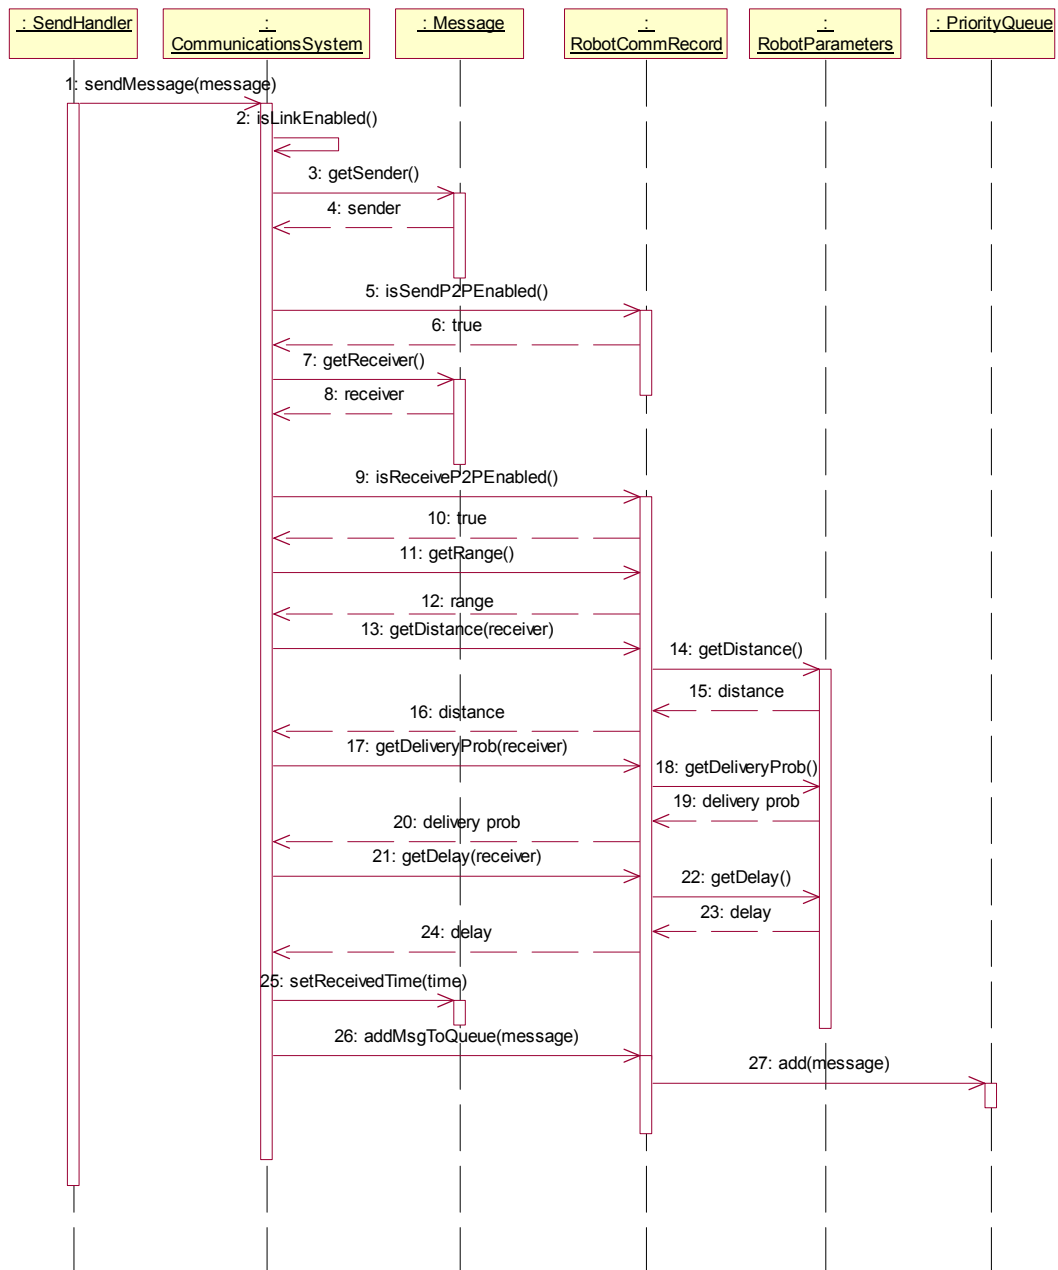 : SendHandler
:
CommunicationsSystem
: Message
:
RobotCommRecord
:
RobotParameters
: PriorityQueue
1: sendMessage(message)
2: isLinkEnabled()
3: getSender()
4: sender
5: isSendP2PEnabled()
6: true
7: getReceiver()
8: receiver
9: isReceiveP2PEnabled()
10: true
11: getRange()
12: range
13: getDistance(receiver)
14: getDistance()
15: distance
16: distance
17: getDeliveryProb(receiver)
18: getDeliveryProb()
19: delivery prob
20: delivery prob
21: getDelay(receiver)
22: getDelay()
23: delay
24: delay
25: setReceivedTime(time)
26: addMsgToQueue(message)
27: add(message)